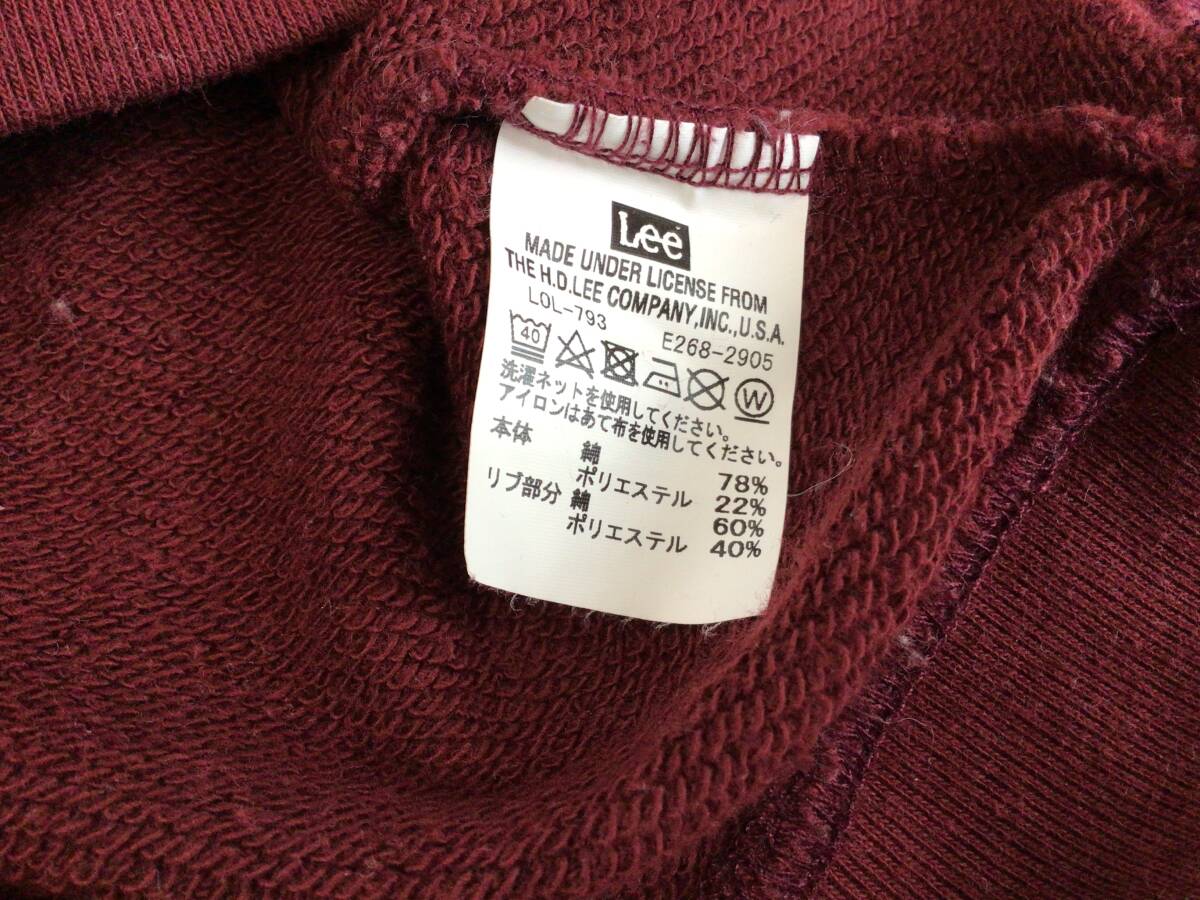 Lee
MADE UNDER LICENSE FROM
THE H.D.LEE COMPANY,INC.,U.S.A.
LOL-793 E268-2905
40 W
洗濯ネットを使用してください。
アイロンはあて布を使用してください。
本体 綿 78%
ポリエステル 22%
リブ部分 綿 60%
ポリエステル 40%